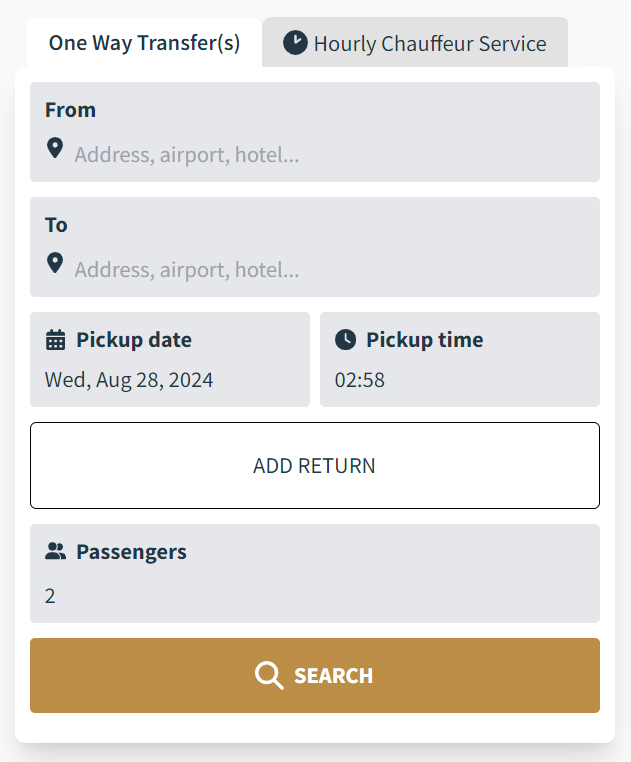 One Way Transfer(s)
Hourly Chauffeur Service
From
Address, airport, hotel...
To
Address, airport, hotel...
Pickup date
Wed, Aug 28, 2024
Pickup time
02:58
ADD RETURN
Passengers
2
SEARCH